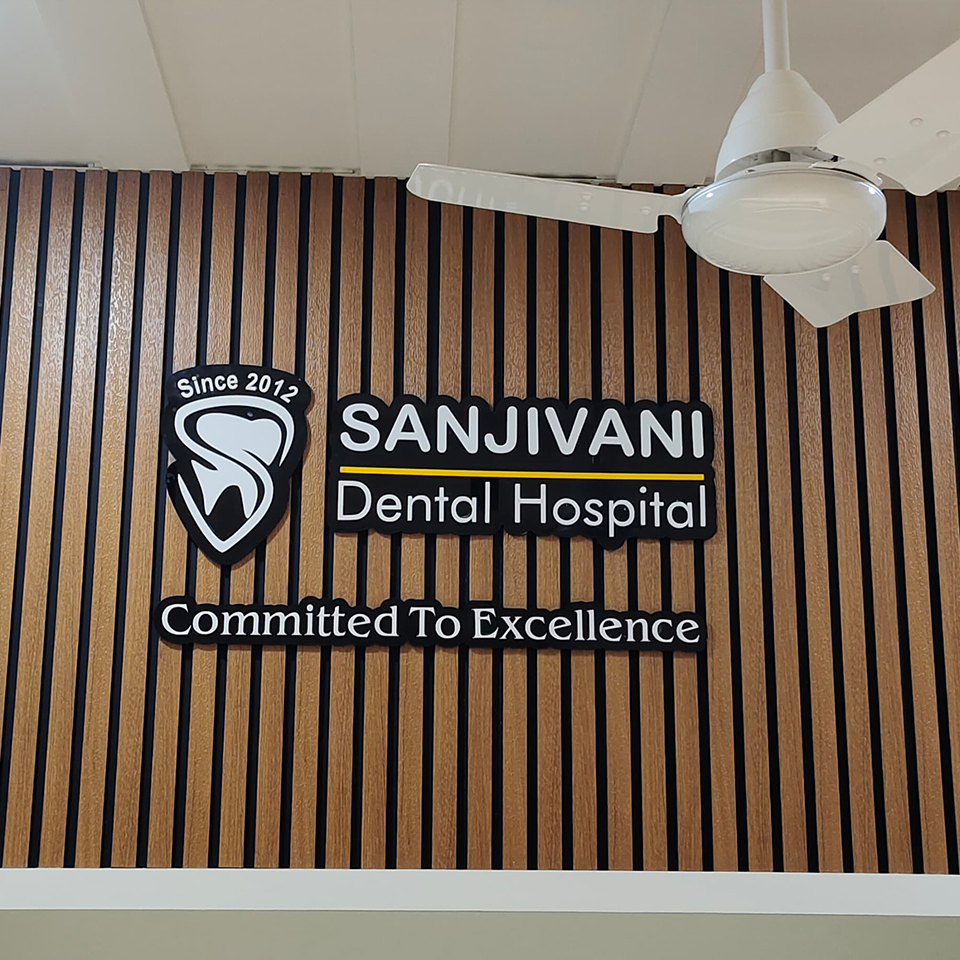 Since 2012
SANJIVANI
Dental Hospital
Committed To Excellence